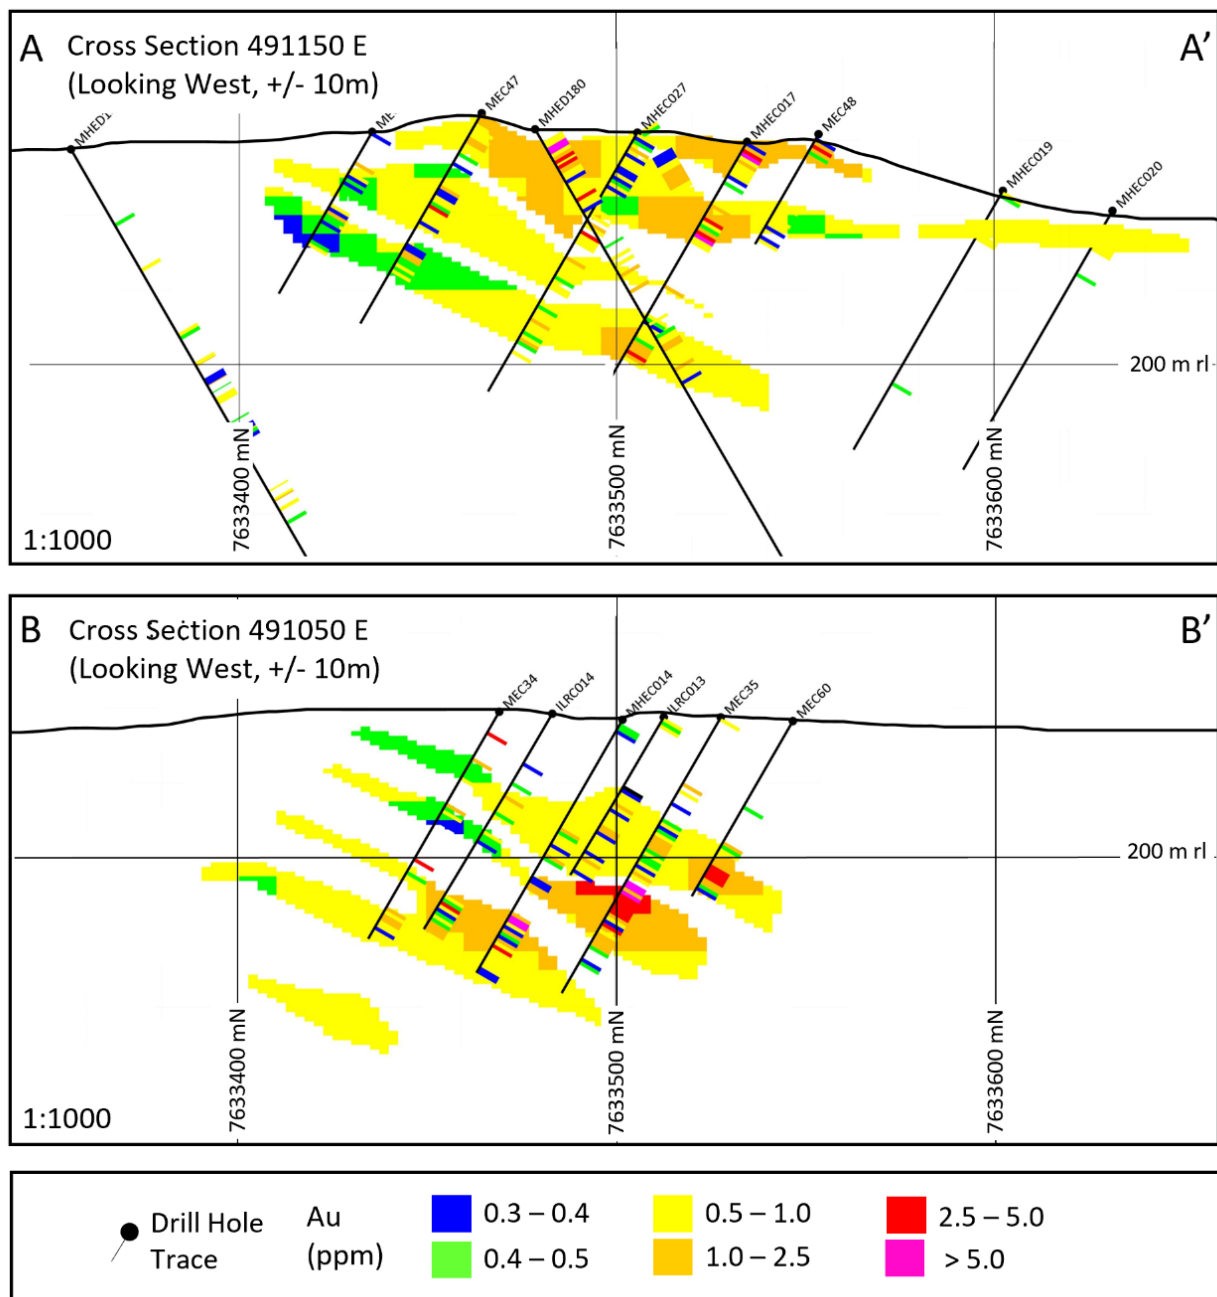 A
Cross Section 491150 E
(Looking West, +/- 10m)
A’
MEC47
MHED180
MHEC027
MHEC017
MEC48
MHEC019
MHEC020
200 m rl
7633400 mN
7633500 mN
7633600 mN
1:1000
B
Cross Section 491050 E
(Looking West, +/- 10m)
B’
MEC34
ILRC014
MHEC014
ILRC013
MEC35
MEC60
200 m rl
7633400 mN
7633500 mN
7633600 mN
1:1000
Drill Hole
Trace
Au
(ppm)
0.3 – 0.4
0.4 – 0.5
0.5 – 1.0
1.0 – 2.5
2.5 – 5.0
> 5.0